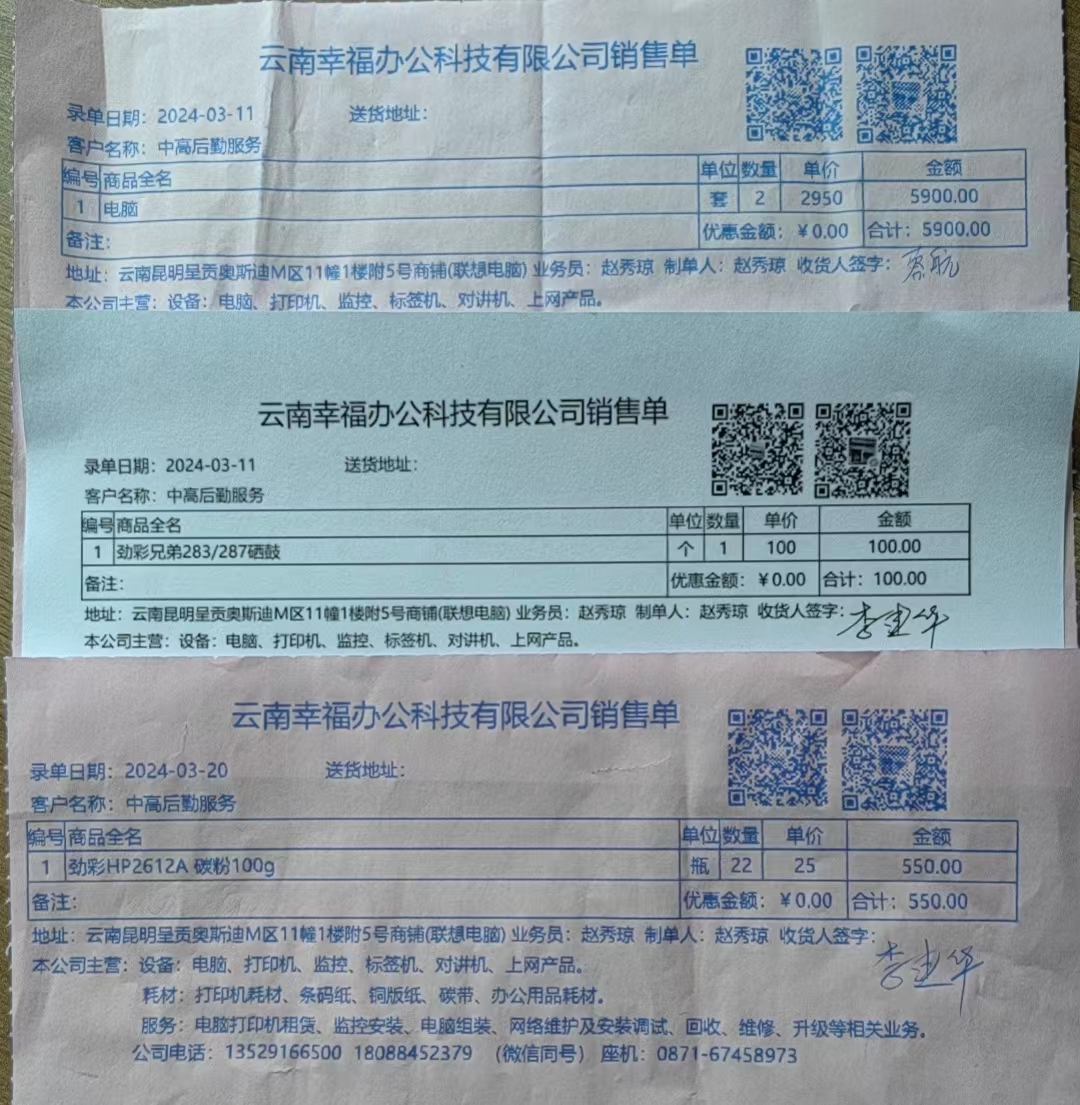 云南幸福办公科技有限公司销售单
录单日期：2024-03-11 送货地址：
客户名称：中高后勤服务
编号 商品全名 单位 数量 单价 金额
1 电脑 套 2 2950 5900.00
备注： 优惠金额：￥0.00 合计：5900.00
地址：云南昆明呈贡奥斯迪M区11幢1楼附5号商铺(联想电脑) 业务员：赵秀琼 制单人：赵秀琼 收货人签字：
本公司主营：设备：电脑、打印机、监控、标签机、对讲机、上网产品。
云南幸福办公科技有限公司销售单
录单日期：2024-03-11 送货地址：
客户名称：中高后勤服务
编号 商品全名 单位 数量 单价 金额
1 劲彩兄弟283/287硒鼓 个 1 100 100.00
备注： 优惠金额：￥0.00 合计：100.00
地址：云南昆明呈贡奥斯迪M区11幢1楼附5号商铺(联想电脑) 业务员：赵秀琼 制单人：赵秀琼 收货人签字：李建华
本公司主营：设备：电脑、打印机、监控、标签机、对讲机、上网产品。
云南幸福办公科技有限公司销售单
录单日期：2024-03-20 送货地址：
客户名称：中高后勤服务
编号 商品全名 单位 数量 单价 金额
1 劲彩HP2612A 碳粉100g 瓶 22 25 550.00
备注： 优惠金额：￥0.00 合计：550.00
地址：云南昆明呈贡奥斯迪M区11幢1楼附5号商铺(联想电脑) 业务员：赵秀琼 制单人：赵秀琼 收货人签字：
本公司主营：设备：电脑、打印机、监控、标签机、对讲机、上网产品。 李建华
耗材：打印机耗材、条码纸、铜版纸、碳带、办公用品耗材。
服务：电脑打印机租赁、监控安装、电脑组装、网络维护及安装调试、回收、维修、升级等相关业务。
公司电话：13529166500 18088452379 （微信同号） 座机：0871-67458973